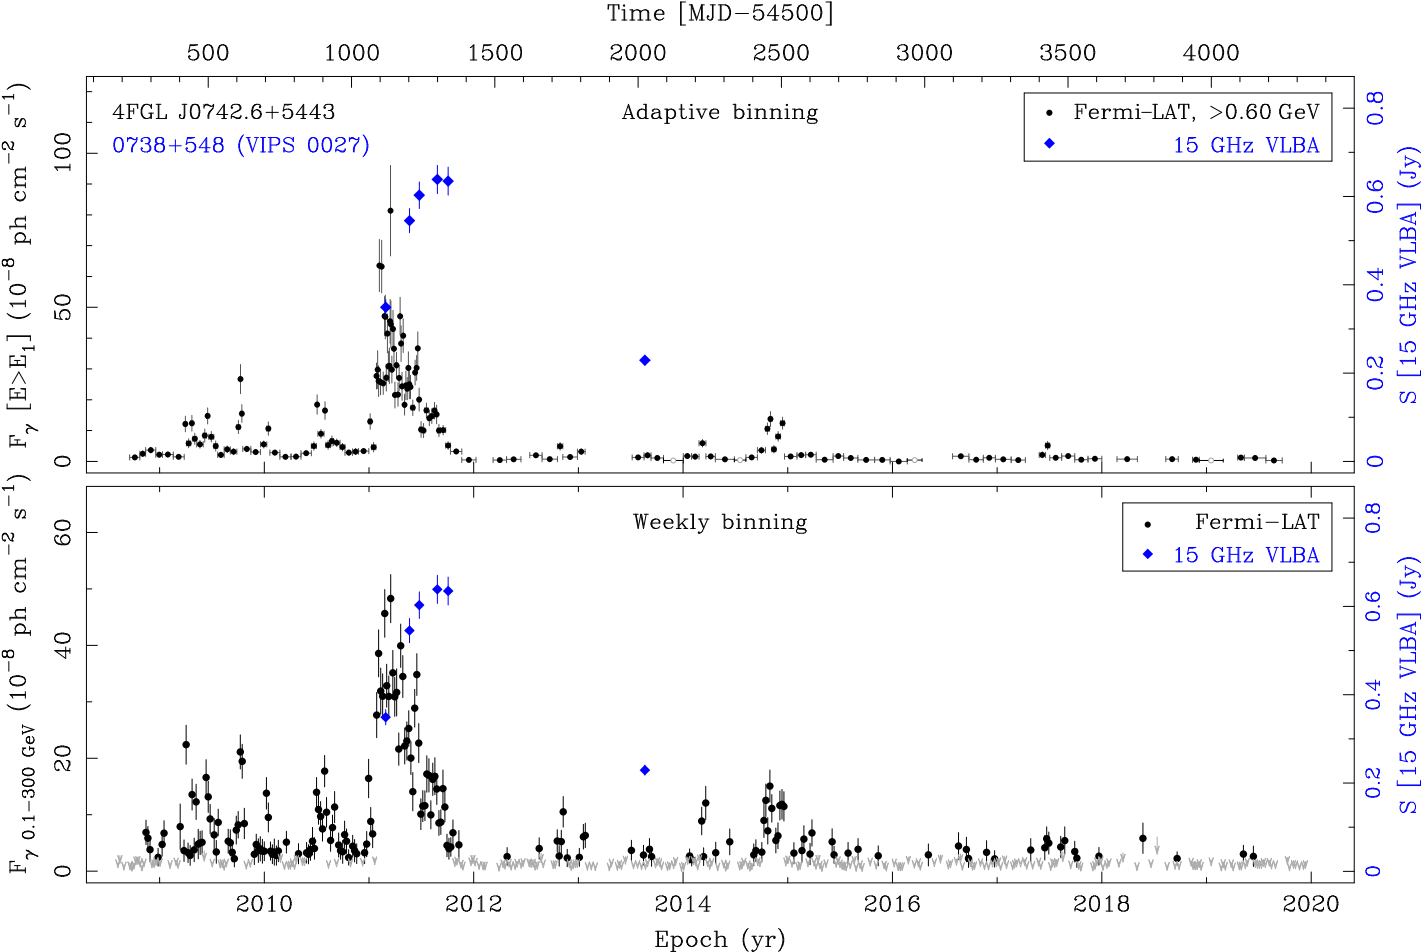 Time [MJD−54500]
500 1000 1500 2000 2500 3000 3500 4000
4FGL J0742.6+5443
0738+548 (VIPS 0027)
Adaptive binning
Fermi−LAT, >0.60 GeV
15 GHz VLBA
Fγ [E>E1] (10−8 ph cm−2 s−1)
0 50 100
S [15 GHz VLBA] (Jy)
0 0.2 0.4 0.6 0.8
Weekly binning
Fermi−LAT
15 GHz VLBA
Fγ 0.1−300 GeV (10−8 ph cm−2 s−1)
0 20 40 60
S [15 GHz VLBA] (Jy)
0 0.2 0.4 0.6 0.8
2010 2012 2014 2016 2018 2020
Epoch (yr)